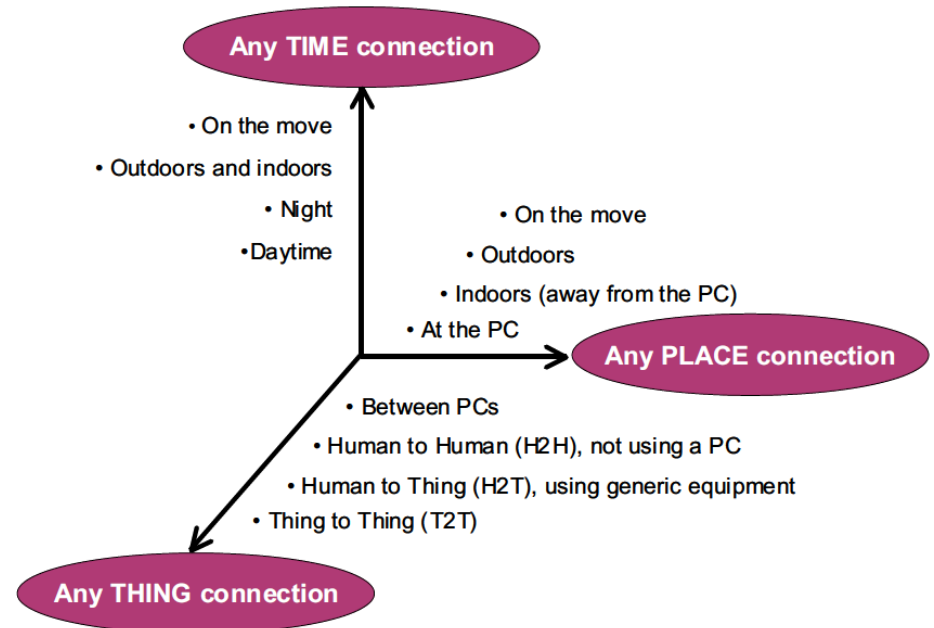 Any TIME connection
• On the move
• Outdoors and indoors
• Night
•Daytime
• On the move
• Outdoors
• Indoors (away from the PC)
• At the PC
Any PLACE connection
• Between PCs
• Human to Human (H2H), not using a PC
• Human to Thing (H2T), using generic equipment
• Thing to Thing (T2T)
Any THING connection